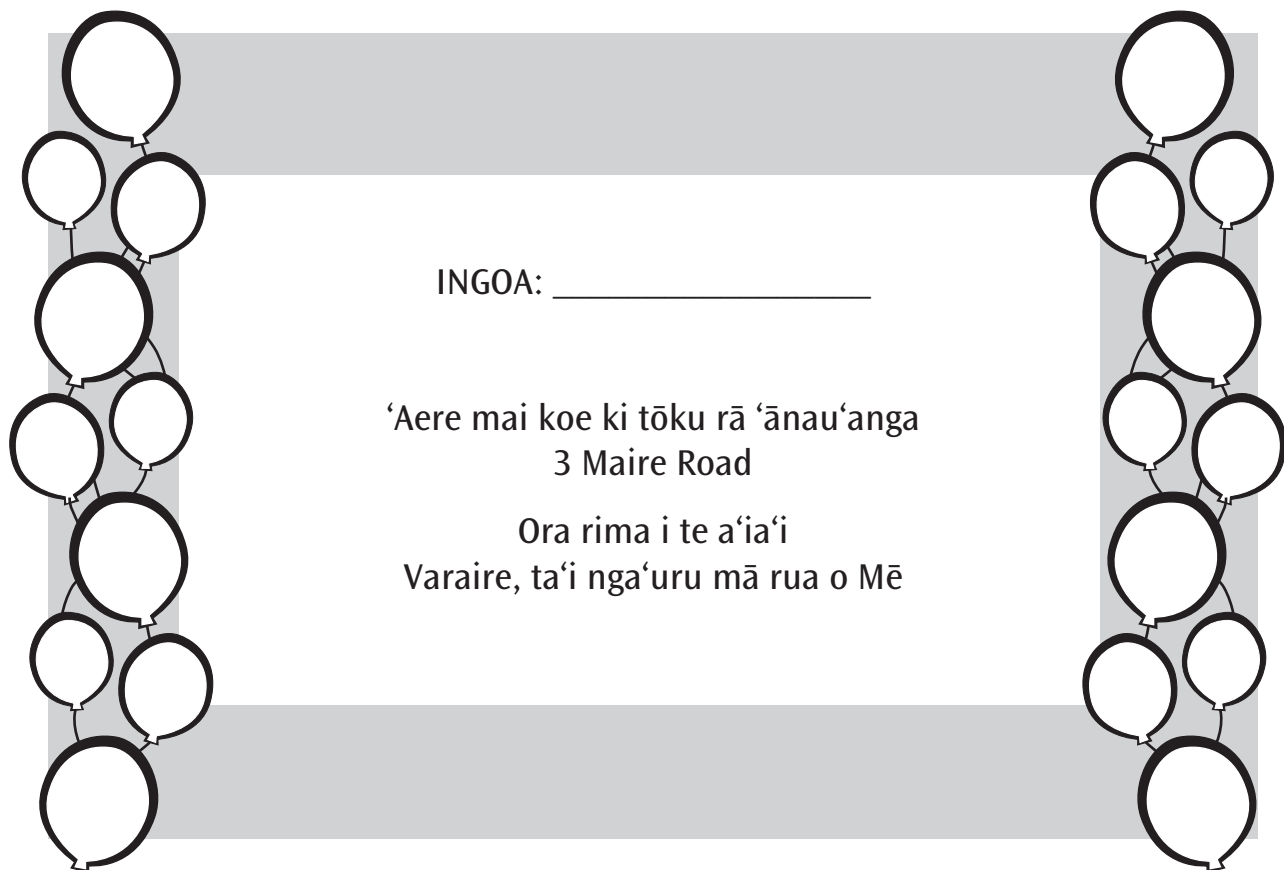 INGOA: ___________________
‘Aere mai koe ki tōku rā ‘ānau‘anga
3 Maire Road
Ora rima i te a‘ia‘i
Varaire, ta‘i nga‘uru mā rua o Mē